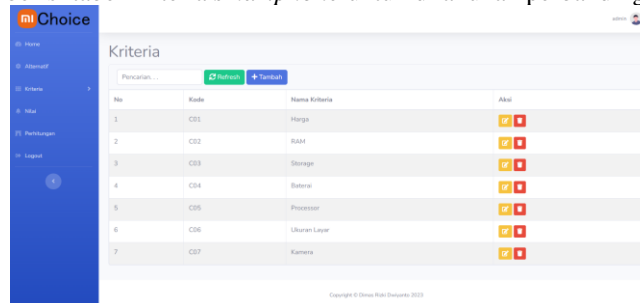 mi Choice
admin
Home
Alternatif
Kriteria
Nilai
Perhitungan
Logout
Kriteria
Pencarian. . .
Refresh
+ Tambah
No Kode Nama Kriteria Aksi
1 C01 Harga
2 C02 RAM
3 C03 Storage
4 C04 Baterai
5 C05 Processor
6 C06 Ukuran Layar
7 C07 Kamera
Copyright © Dimas Rizki Dwiyanto 2023